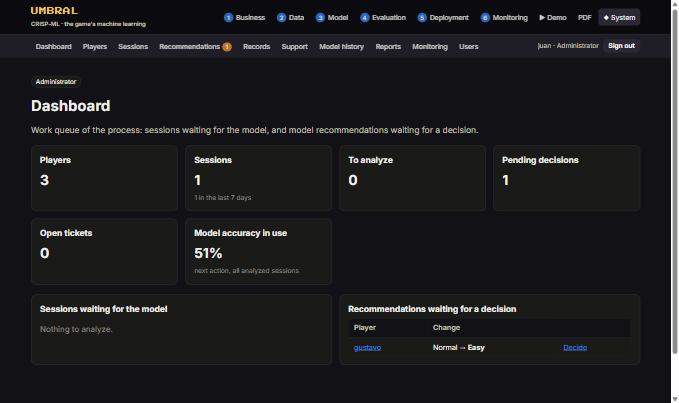 UMBRAL
CRISP-ML · the game's machine learning
1 Business 2 Data 3 Model 4 Evaluation 5 Deployment 6 Monitoring ▶ Demo PDF ◆ System
Dashboard Players Sessions Recommendations 1 Records Support Model history Reports Monitoring Users Juan · Administrator Sign out
Administrator
Dashboard
Work queue of the process: sessions waiting for the model, and model recommendations waiting for a decision.
Players
3
Sessions
1
1 in the last 7 days
To analyze
0
Pending decisions
1
Open tickets
0
Model accuracy in use
51%
next action, all analyzed sessions
Sessions waiting for the model
Nothing to analyze.
Recommendations waiting for a decision
Player Change
gustavo Normal → Easy Decide